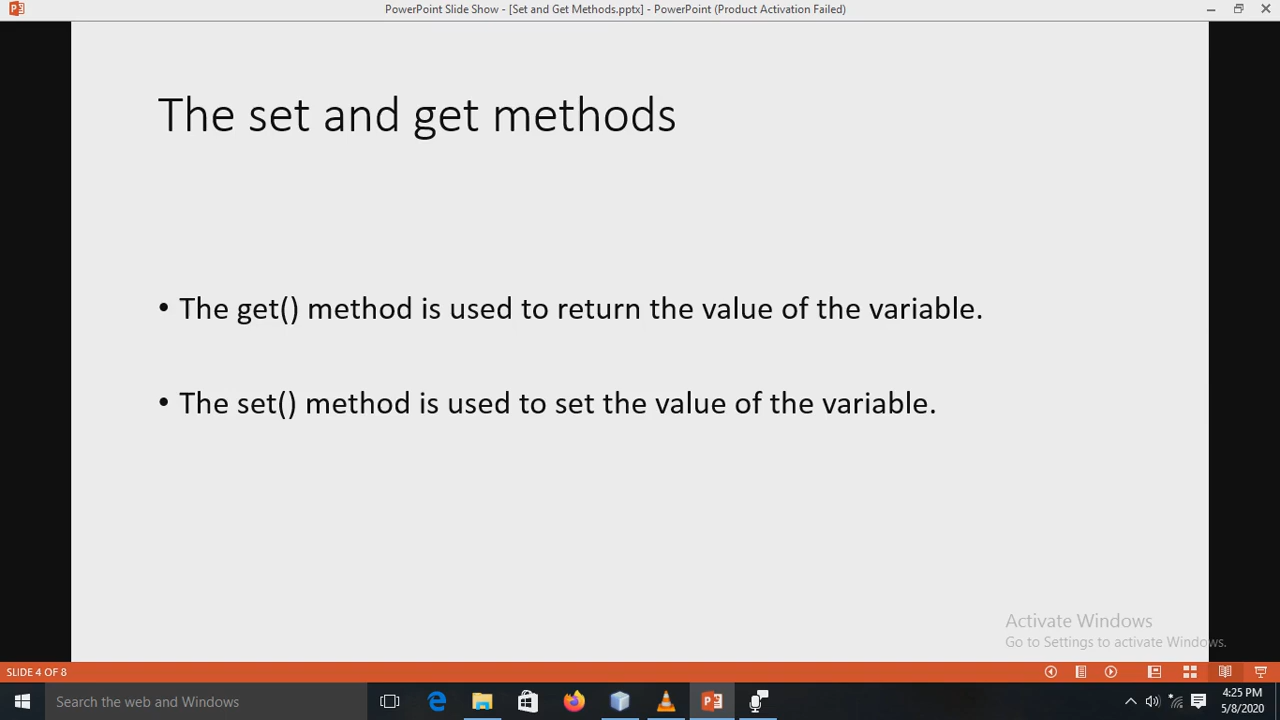 PowerPoint Slide Show - [Set and Get Methods.pptx] - PowerPoint (Product Activation Failed)
The set and get methods
• The get() method is used to return the value of the variable.
• The set() method is used to set the value of the variable.
Activate Windows
Go to Settings to activate Windows.
SLIDE 4 OF 8
Search the web and Windows
4:25 PM
5/8/2020